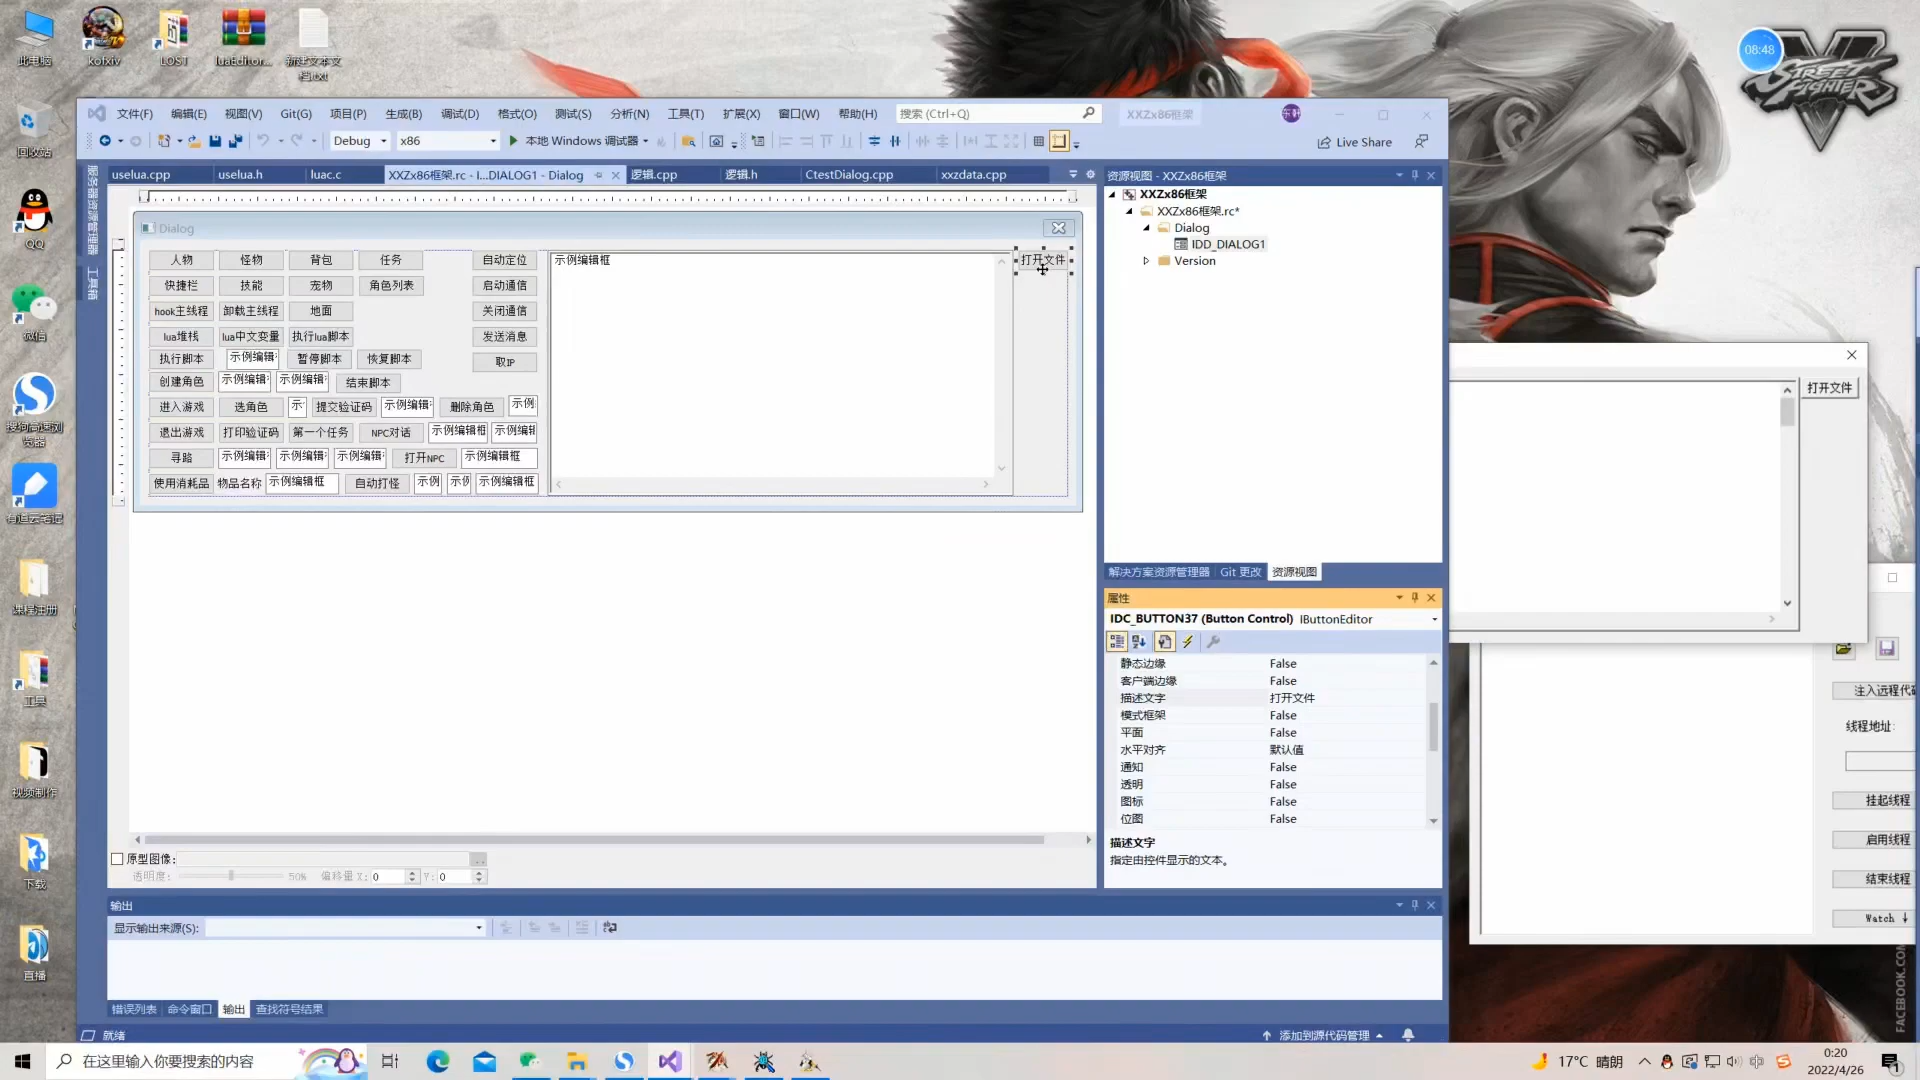 此电脑
kofxiv
LOST
luaEditor...
新建文本文档.txt
08:48
STREET FIGHTER
回收站
QQ
微信
搜狗高速浏览器
有道云笔记
课程注册
工具
视频制作
下载
直播
文件(F) 编辑(E) 视图(V) Git(G) 项目(P) 生成(B) 调试(D) 格式(O) 测试(S) 分析(N) 工具(T) 扩展(X) 窗口(W) 帮助(H) 搜索 (Ctrl+Q) XXZx86框架
Debug x86 本地 Windows 调试器 Live Share
服务器资源管理器
工具箱
uselua.cpp uselua.h luac.c XXZx86框架.rc - I...DIALOG1 - Dialog 逻辑.cpp 逻辑.h CtestDialog.cpp xxzdata.cpp
Dialog
人物 怪物 背包 任务 自动定位 示例编辑框 打开文件
快捷栏 技能 宠物 角色列表 启动通信
hook主线程 卸载主线程 地面 关闭通信
lua堆栈 lua中文变量 执行lua脚本 发送消息
执行脚本 示例编辑 暂停脚本 恢复脚本 取IP
创建角色 示例编辑 示例编辑 结束脚本
进入游戏 选角色 示 提交验证码 示例编辑 删除角色 示例
退出游戏 打印验证码 第一个任务 NPC对话 示例编辑框 示例编辑
寻路 示例编辑 示例编辑 示例编辑 打开NPC 示例编辑框
使用消耗品 物品名称 示例编辑框 自动打怪 示例 示例 示例编辑框
原型图像:
透明度: 50% 偏移量 X: 0 Y: 0
资源视图 - XXZx86框架
XXZx86框架
XXZx86框架.rc*
Dialog
IDD_DIALOG1
Version
解决方案资源管理器 Git 更改 资源视图
属性
IDC_BUTTON37 (Button Control) IButtonEditor
静态边缘 False
客户端边缘 False
描述文字 打开文件
模式框架 False
平面 False
水平对齐 默认值
通知 False
透明 False
图标 False
位图 False
描述文字
指定由控件显示的文本。
输出
显示输出来源(S):
错误列表 命令窗口 输出 查找符号结果
就绪
添加到源代码管理
打开文件
注入远程代码
线程地址:
挂起线程
启用线程
结束线程
Watch ↓
FACEBOOK.COM
在这里输入你要搜索的内容
17°C 晴朗
中
0:20
2022/4/26
1